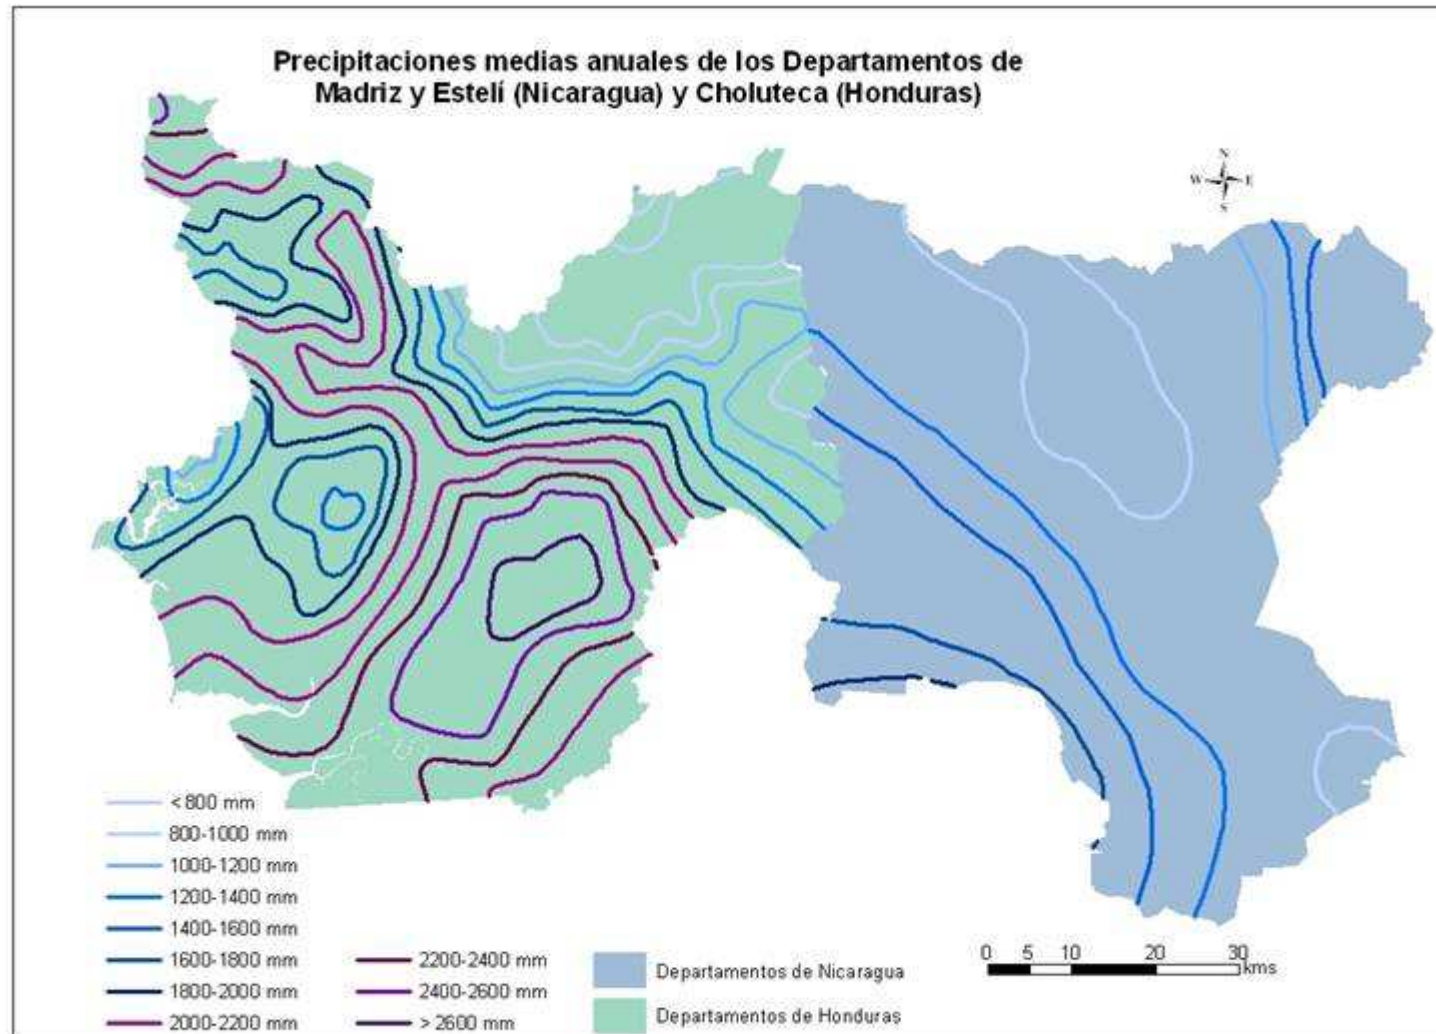 Precipitaciones medias anuales de los Departamentos de
Madriz y Estelí (Nicaragua) y Choluteca (Honduras)
N
W E
S
< 800 mm
800-1000 mm
1000-1200 mm
1200-1400 mm
1400-1600 mm
1600-1800 mm
1800-2000 mm
2000-2200 mm
2200-2400 mm
2400-2600 mm
> 2600 mm
Departamentos de Nicaragua
Departamentos de Honduras
0 5 10 20 30
kms